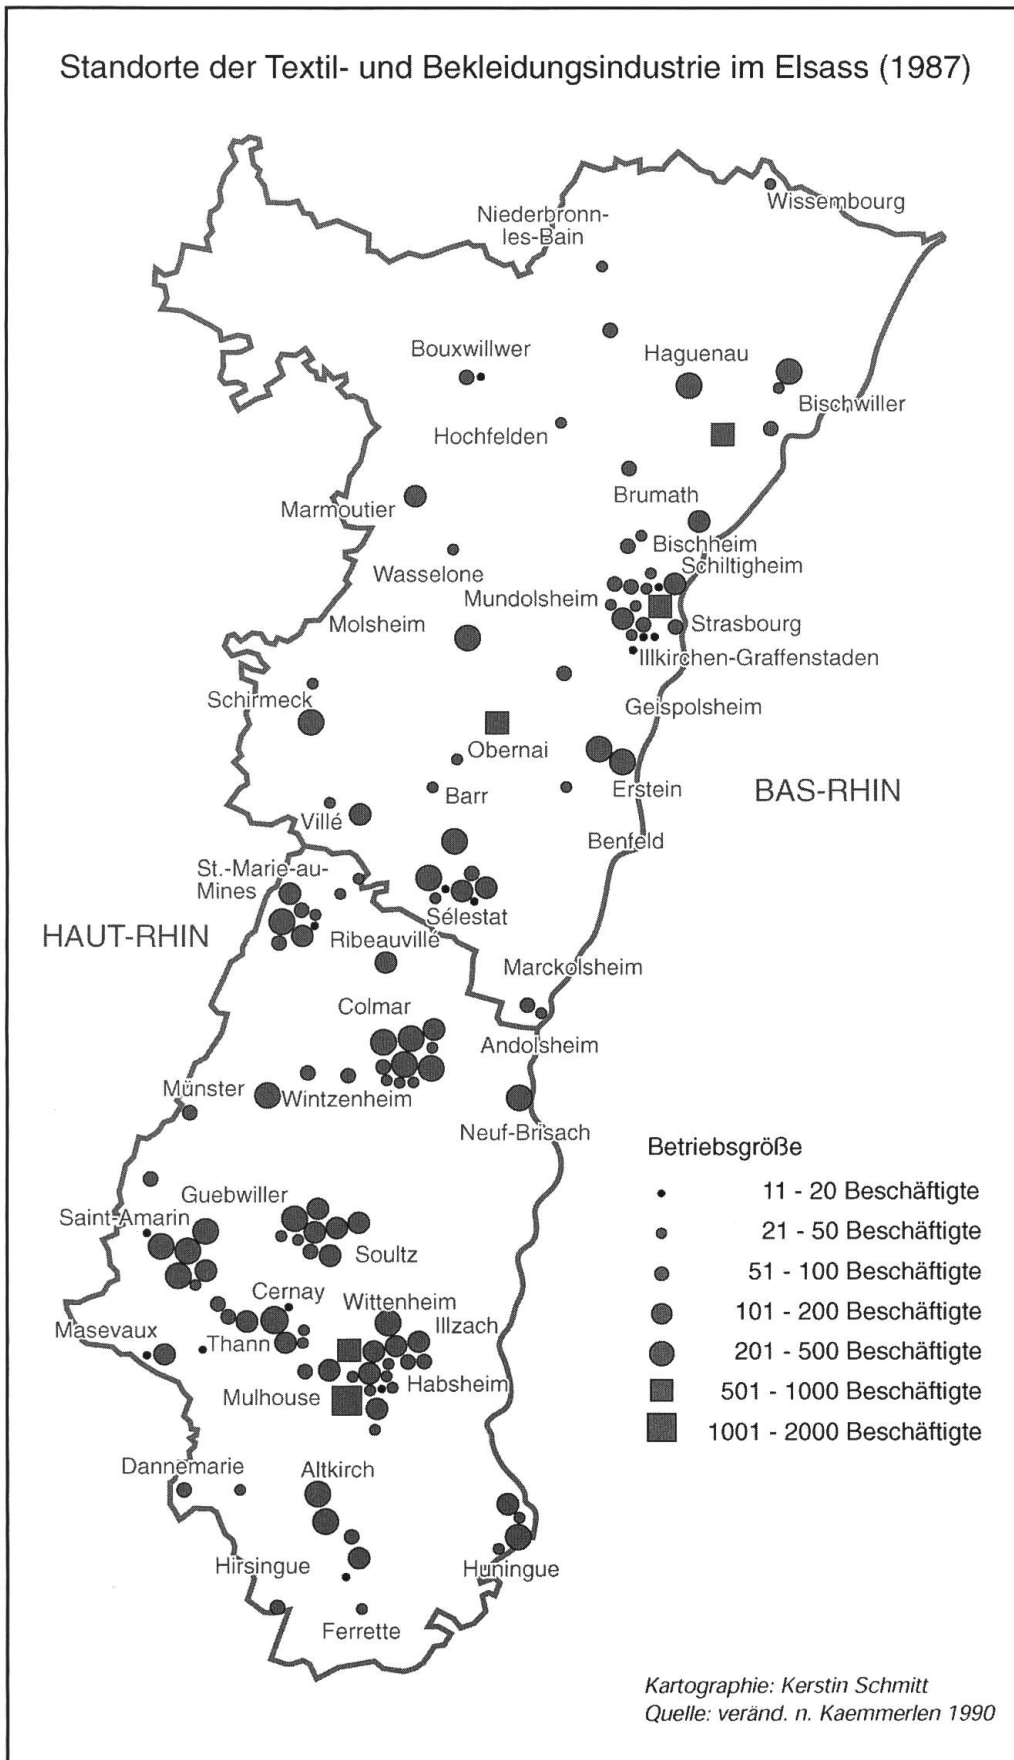 Standorte der Textil- und Bekleidungsindustrie im Elsass (1987)
Wissembourg
Niederbronn-
les-Bain
Bouxwillwer
Haguenau
Bischwiller
Hochfelden
Brumath
Marmoutier
Bischheim
Schiltigheim
Wasselone
Mundolsheim
Molsheim
Strasbourg
Illkirchen-Graffenstaden
Schirmeck
Geispolsheim
Obernai
Erstein
BAS-RHIN
Barr
Villé
Benfeld
St.-Marie-au-
Mines
Sélestat
HAUT-RHIN
Ribeauvillé
Marckolsheim
Colmar
Andolsheim
Münster
Wintzenheim
Neuf-Brisach
Guebwiller
Saint-Amarin
Soultz
Cernay
Wittenheim
Illzach
Masevaux
Thann
Habsheim
Mulhouse
Dannemarie
Altkirch
Hirsingue
Huningue
Ferrette
Betriebsgröße
11 - 20 Beschäftigte
21 - 50 Beschäftigte
51 - 100 Beschäftigte
101 - 200 Beschäftigte
201 - 500 Beschäftigte
501 - 1000 Beschäftigte
1001 - 2000 Beschäftigte
Kartographie: Kerstin Schmitt
Quelle: veränd. n. Kaemmerlen 1990